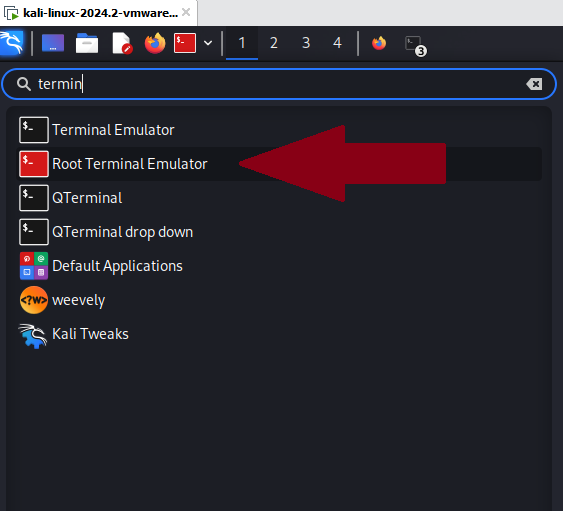 kali-linux-2024.2-vmware...
1 2 3 4 3
termin
Terminal Emulator
Root Terminal Emulator
QTerminal
QTerminal drop down
Default Applications
weevely
Kali Tweaks